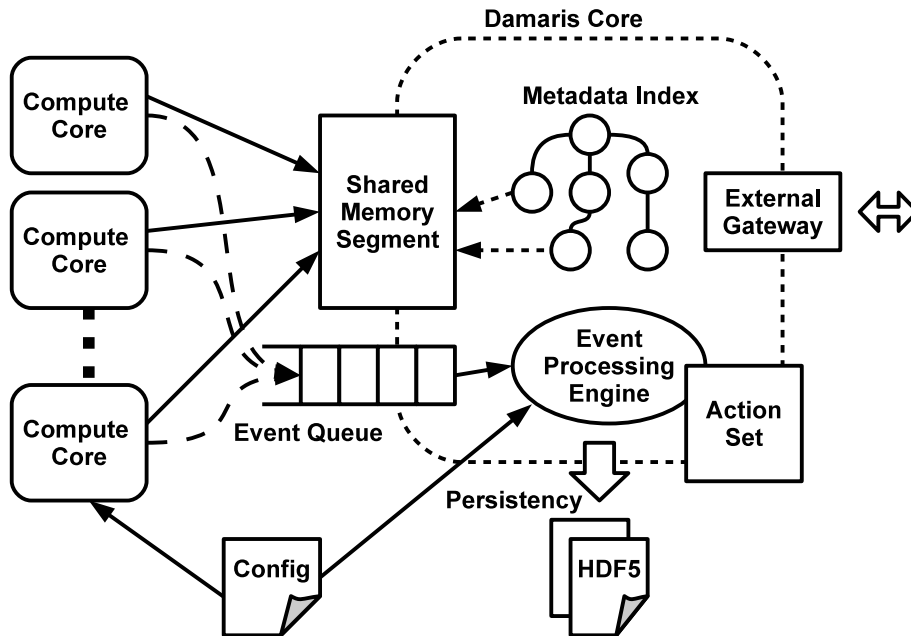 Damaris Core
Compute
Core
Metadata Index
Shared
Memory
Segment
External
Gateway
Compute
Core
Event
Processing
Engine
Compute
Core
Event Queue
Action
Set
Persistency
Config
HDF5